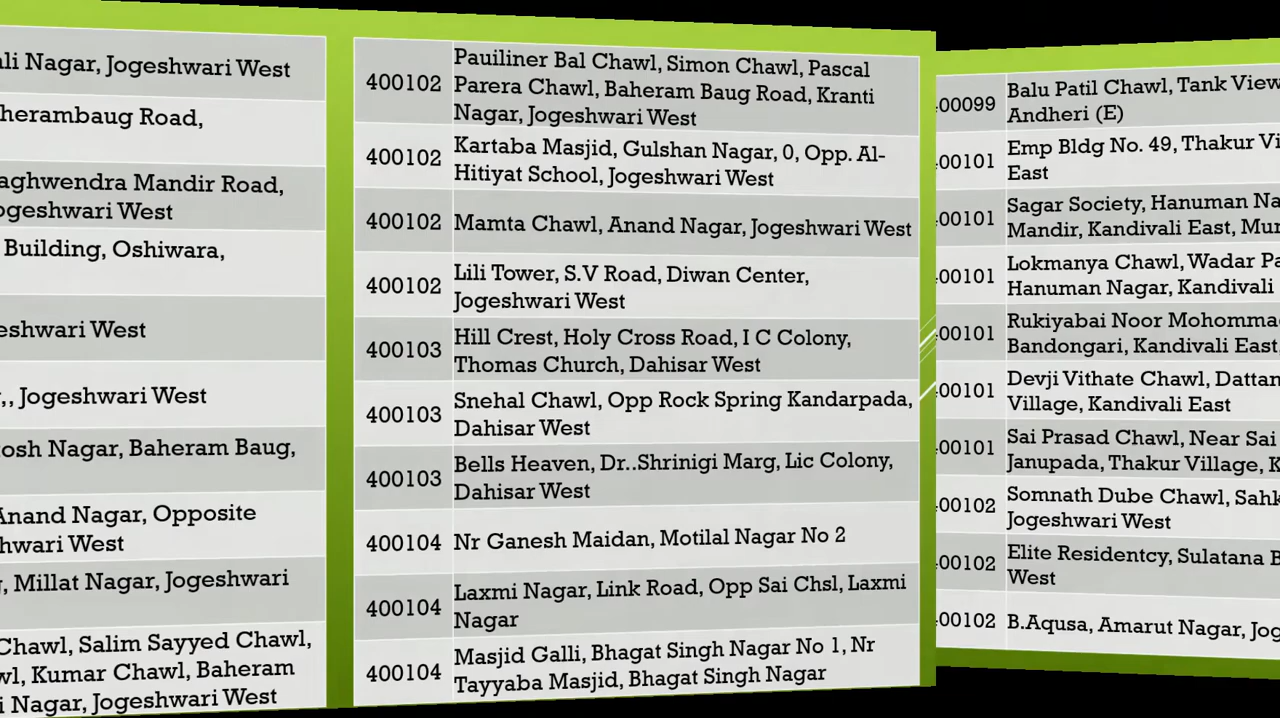 li Nagar, Jogeshwari West
herambaug Road,
aghwendra Mandir Road,
ogeshwari West
Building, Oshiwara,
eshwari West
,, Jogeshwari West
tosh Nagar, Baheram Baug,
Anand Nagar, Opposite
hwari West
, Millat Nagar, Jogeshwari
Chawl, Salim Sayyed Chawl,
wl, Kumar Chawl, Baheram
i Nagar, Jogeshwari West
400102 Pauiliner Bal Chawl, Simon Chawl, Pascal
Parera Chawl, Baheram Baug Road, Kranti
Nagar, Jogeshwari West
400102 Kartaba Masjid, Gulshan Nagar, 0, Opp. Al-
Hitiyat School, Jogeshwari West
400102 Mamta Chawl, Anand Nagar, Jogeshwari West
400102 Lili Tower, S.V Road, Diwan Center,
Jogeshwari West
400103 Hill Crest, Holy Cross Road, I C Colony,
Thomas Church, Dahisar West
400103 Snehal Chawl, Opp Rock Spring Kandarpada,
Dahisar West
400103 Bells Heaven, Dr..Shrinigi Marg, Lic Colony,
Dahisar West
400104 Nr Ganesh Maidan, Motilal Nagar No 2
400104 Laxmi Nagar, Link Road, Opp Sai Chsl, Laxmi
Nagar
400104 Masjid Galli, Bhagat Singh Nagar No 1, Nr
Tayyaba Masjid, Bhagat Singh Nagar
00099 Balu Patil Chawl, Tank View
Andheri (E)
00101 Emp Bldg No. 49, Thakur Vi
East
00101 Sagar Society, Hanuman Na
Mandir, Kandivali East, Mu
00101 Lokmanya Chawl, Wadar Pa
Hanuman Nagar, Kandivali
00101 Rukiyabai Noor Mohomma
Bandongari, Kandivali East
00101 Devji Vithate Chawl, Dattan
Village, Kandivali East
00101 Sai Prasad Chawl, Near Sai
Janupada, Thakur Village, K
00102 Somnath Dube Chawl, Sahk
Jogeshwari West
00102 Elite Residentcy, Sulatana B
West
00102 B.Aqusa, Amarut Nagar, Jog